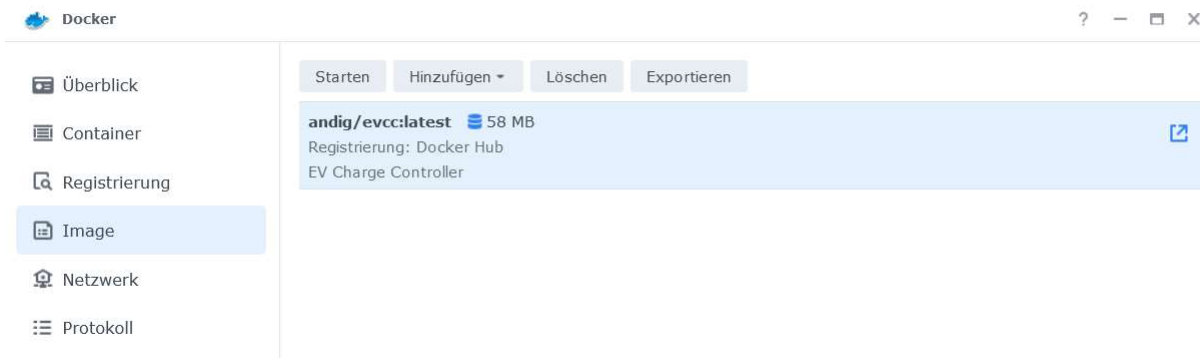 Docker
?
Überblick
Container
Registrierung
Image
Netzwerk
Protokoll
Starten Hinzufügen Löschen Exportieren
andig/evcc:latest 58 MB
Registrierung: Docker Hub
EV Charge Controller